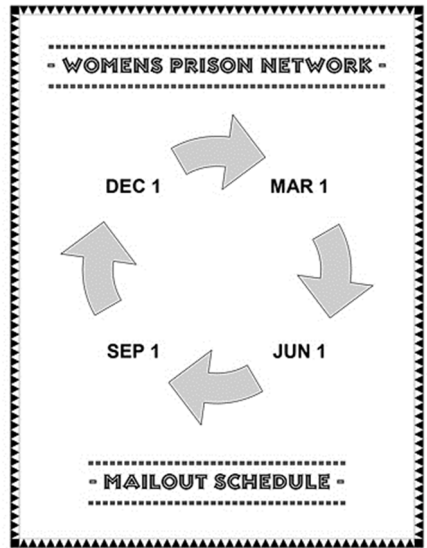 - WOMENS PRISON NETWORK -
DEC 1 MAR 1
SEP 1 JUN 1
- MAILOUT SCHEDULE -